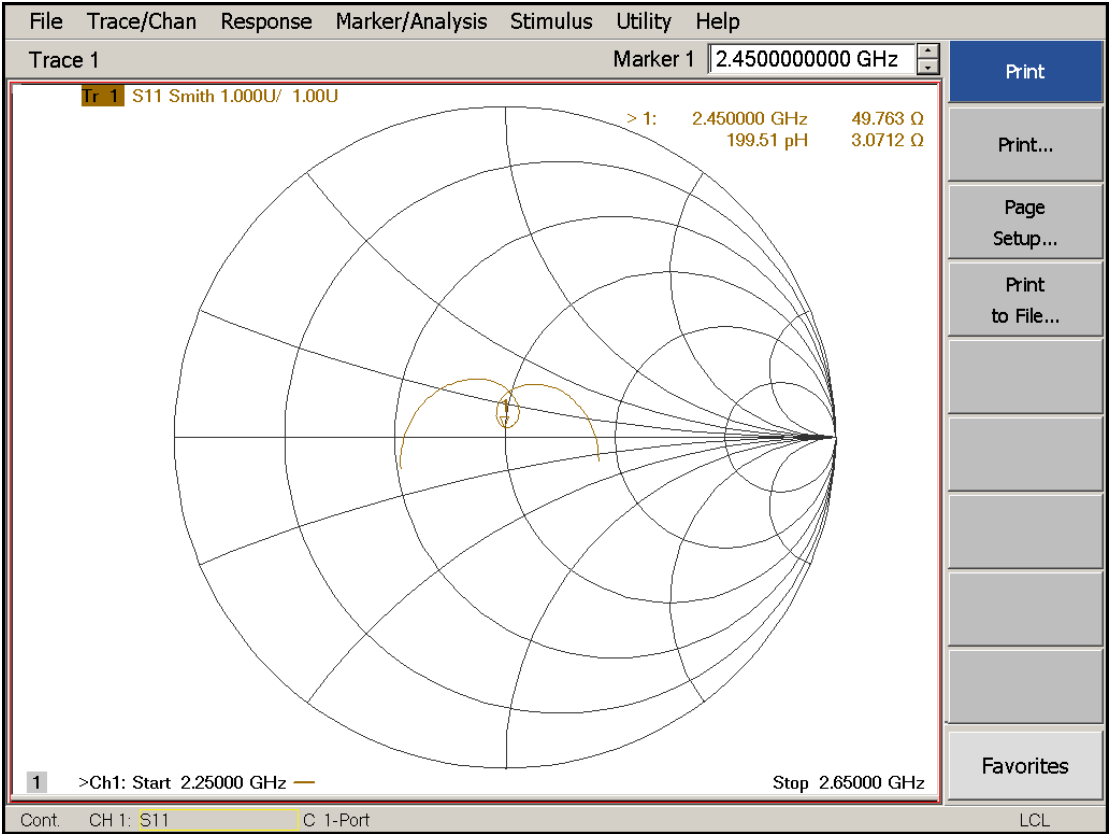 File Trace/Chan Response Marker/Analysis Stimulus Utility Help
Trace 1 Marker 1 2.4500000000 GHz
Tr 1 S11 Smith 1.000U/ 1.00U
> 1: 2.450000 GHz 49.763 Ω
199.51 pH 3.0712 Ω
1
1 >Ch1: Start 2.25000 GHz Stop 2.65000 GHz
Cont. CH 1: S11 C 1-Port LCL
Print
Print...
Page
Setup...
Print
to File...
Favorites